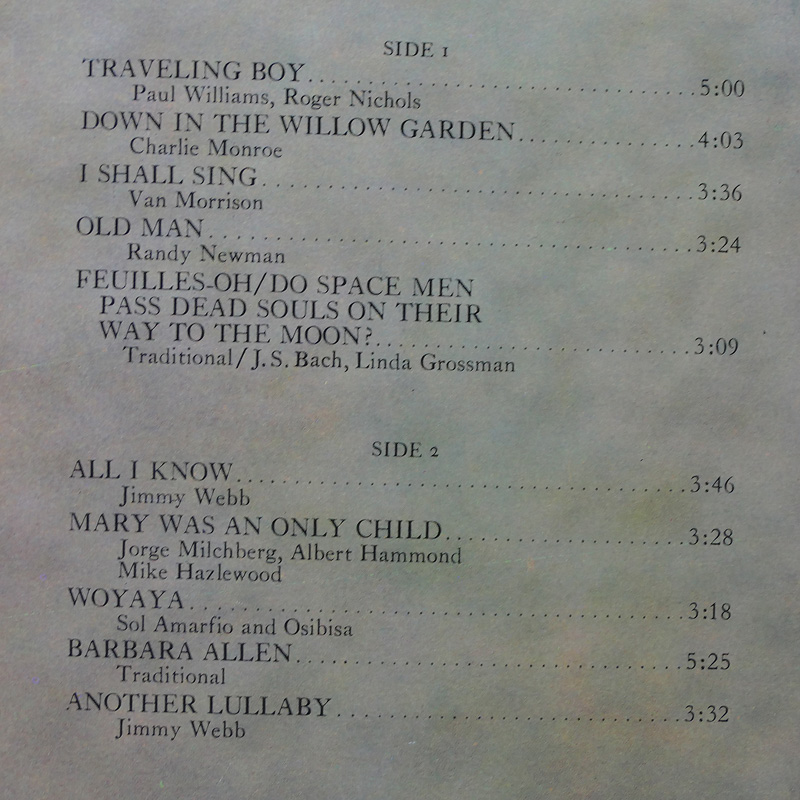 SIDE 1
TRAVELING BOY.............................5:00
Paul Williams, Roger Nichols
DOWN IN THE WILLOW GARDEN.............4:03
Charlie Monroe
I SHALL SING................................3:36
Van Morrison
OLD MAN....................................3:24
Randy Newman
FEUILLES-OH/DO SPACE MEN
PASS DEAD SOULS ON THEIR
WAY TO THE MOON?........................3:09
Traditional/J.S. Bach, Linda Grossman
SIDE 2
ALL I KNOW.................................3:46
Jimmy Webb
MARY WAS AN ONLY CHILD..................3:28
Jorge Milchberg, Albert Hammond
Mike Hazlewood
WOYAYA.....................................3:18
Sol Amarfio and Osibisa
BARBARA ALLEN.............................5:25
Traditional
ANOTHER LULLABY..........................3:32
Jimmy Webb